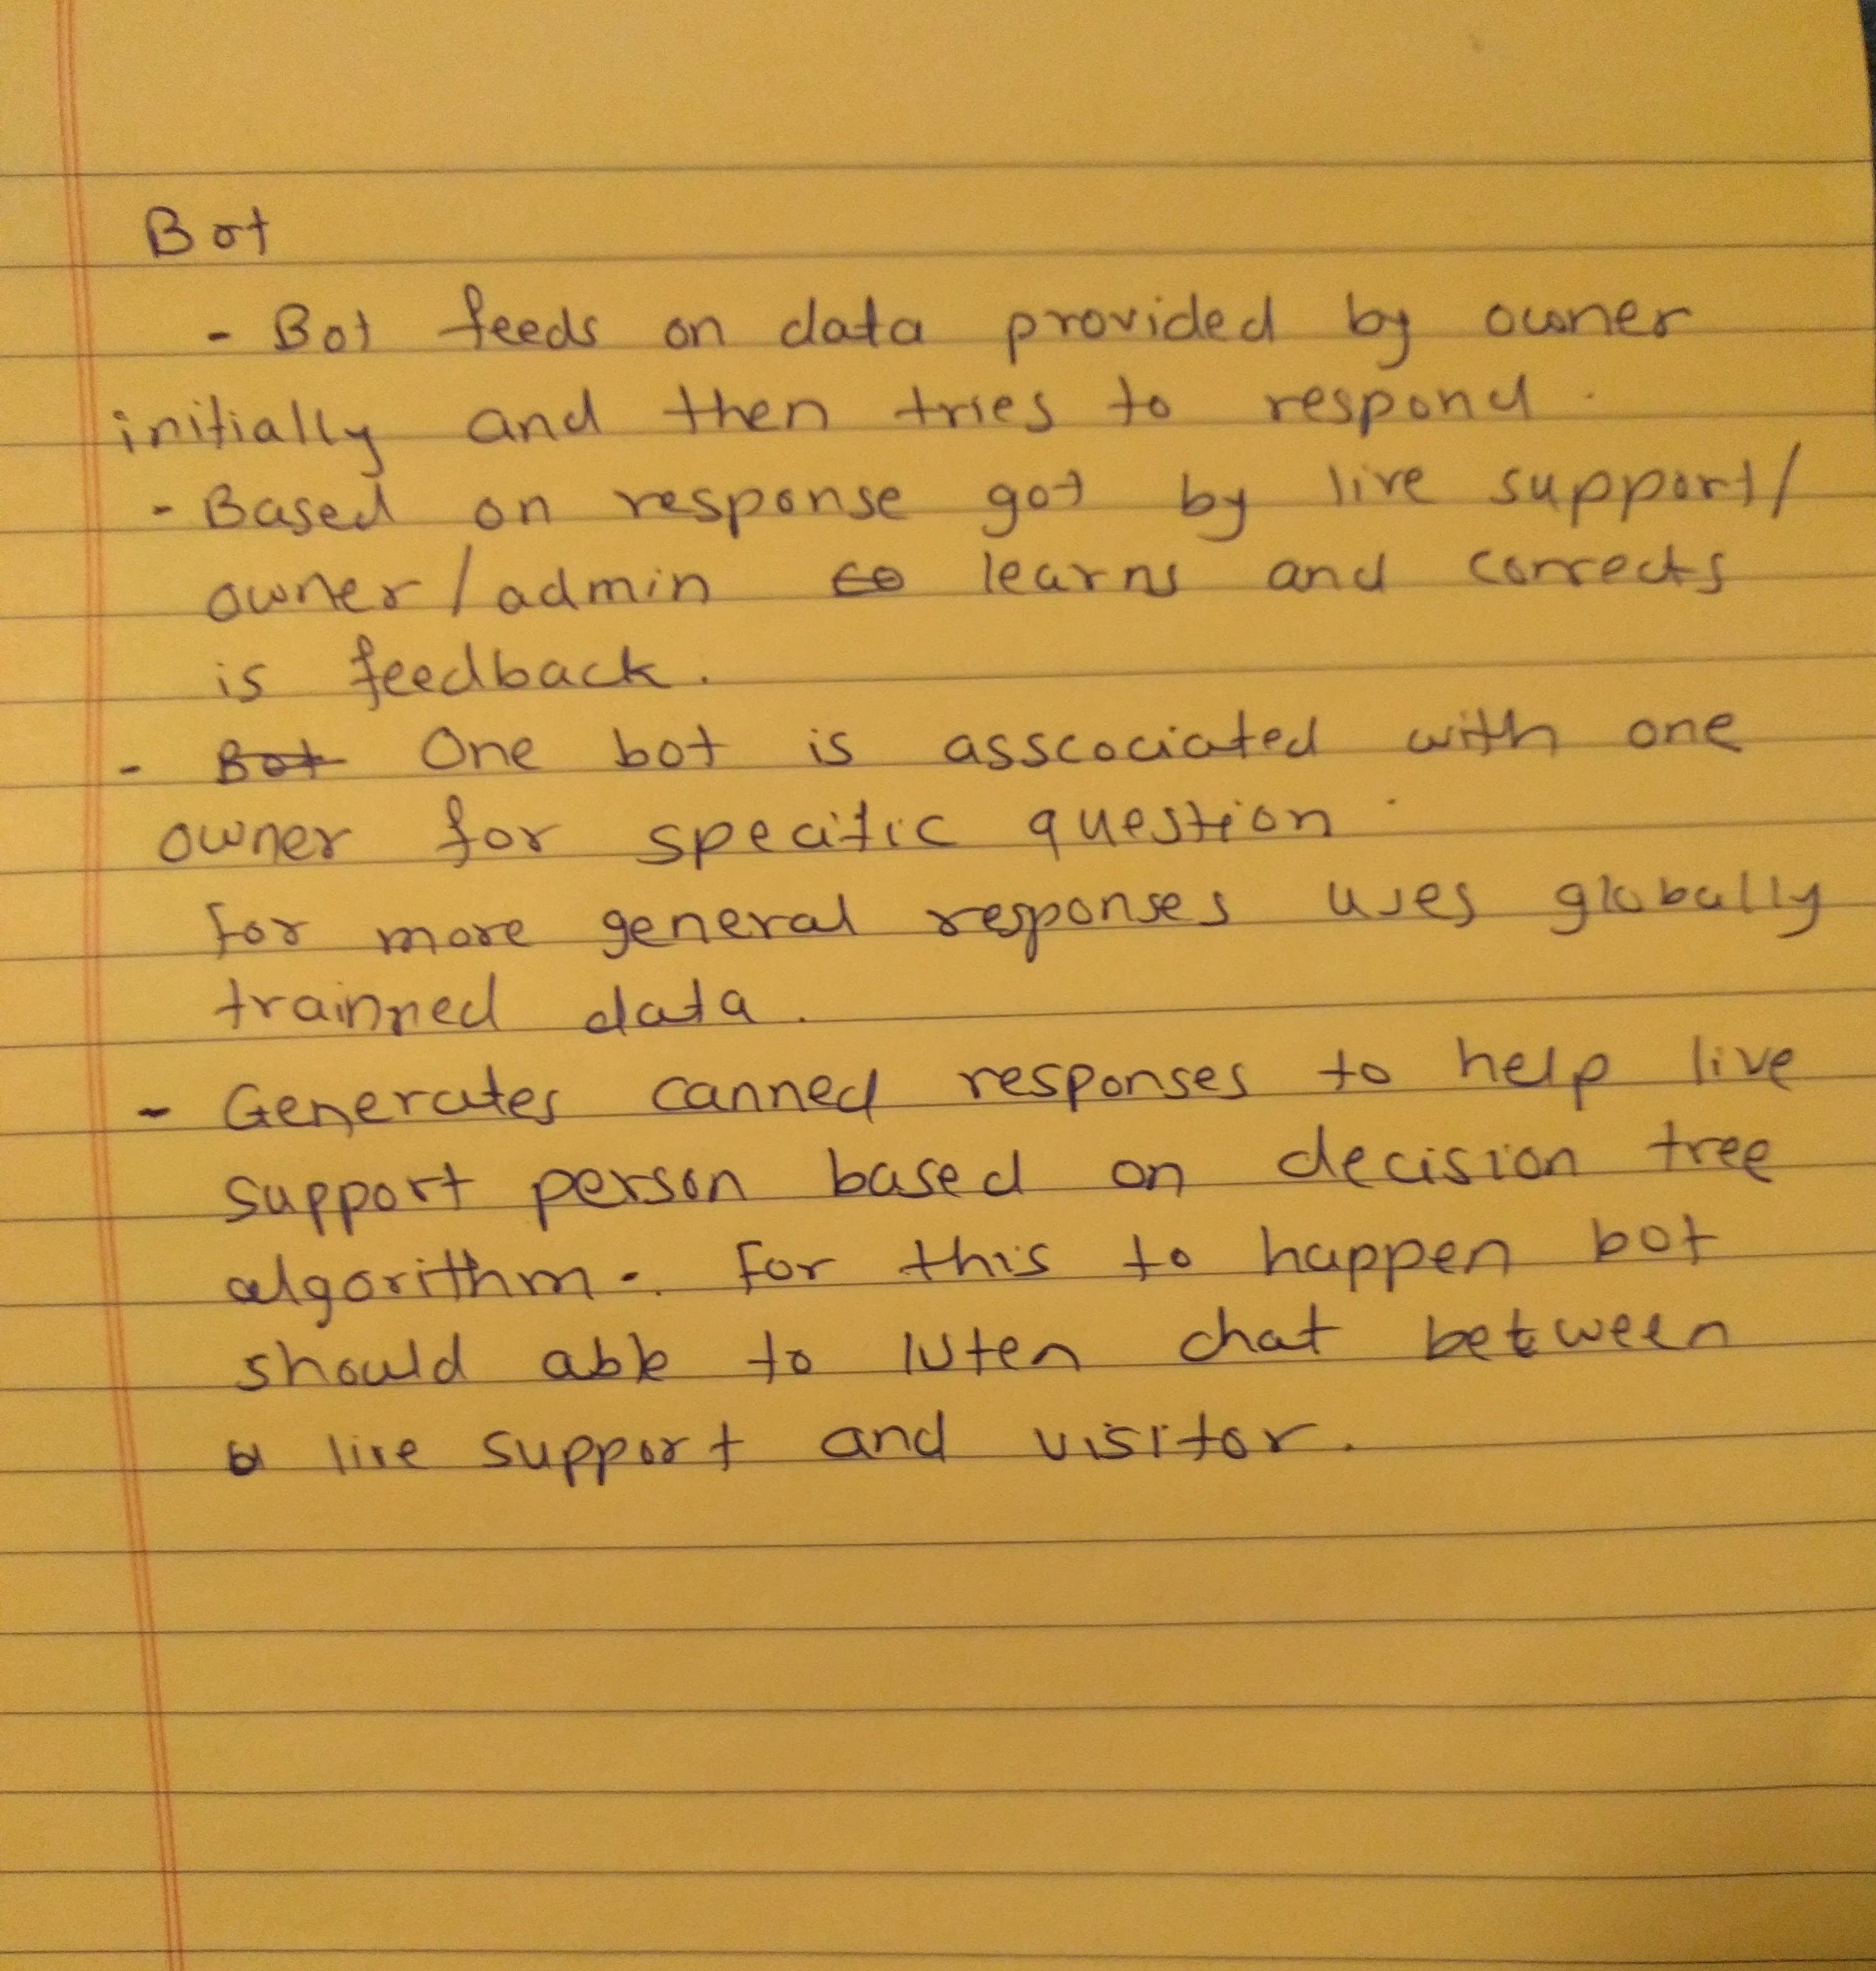 Bot
- Bot feeds on data provided by owner
initially and then tries to respond.
- Based on response got by live support/
owner/admin learns and corrects
is feedback.
- Bot One bot is asscociated with one
owner for specific question.
For more general responses uses globally
trainned data.
- Generates canned responses to help live
support person based on decision tree
algorithm. For this to happen bot
should able to listen chat between
live support and visitor.